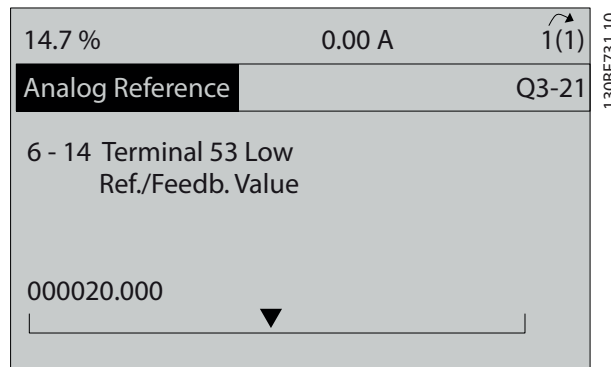 14.7 % 0.00 A 1(1)
Analog Reference Q3-21
6 - 14 Terminal 53 Low
Ref./Feedb. Value
000020.000
130BF731.10